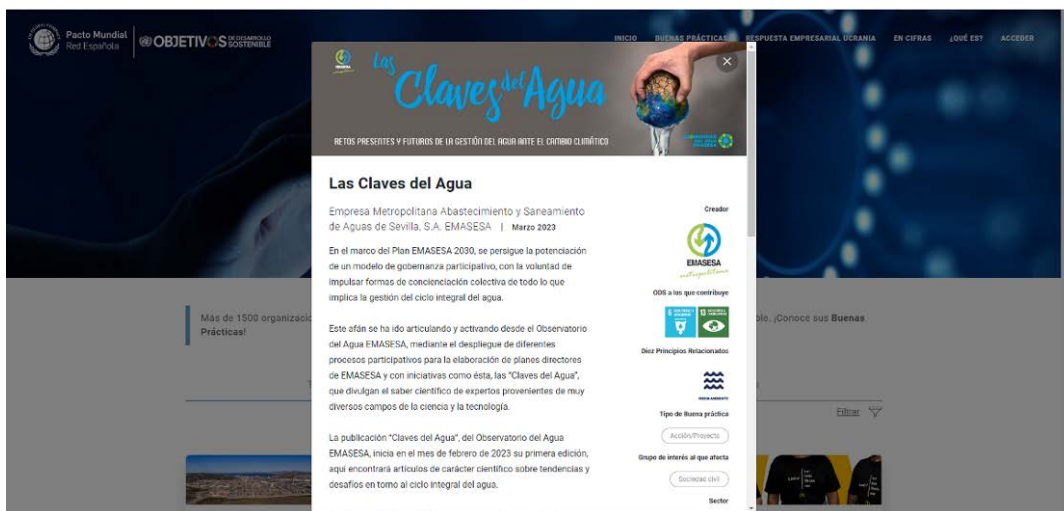 Pacto Mundial
Red Española
OBJETIVOS DE DESARROLLO
SOSTENIBLE
INICIO BUENAS PRÁCTICAS RESPUESTA EMPRESARIAL UCRANIA EN CIFRAS ¿QUÉ ES? ACCEDER
Las
Claves del Agua
RETOS PRESENTES Y FUTUROS DE LA GESTIÓN DEL AGUA ANTE EL CAMBIO CLIMÁTICO
Las Claves del Agua
Empresa Metropolitana Abastecimiento y Saneamiento
de Aguas de Sevilla, S.A. EMASESA | Marzo 2023
En el marco del Plan EMASESA 2030, se persigue la potenciación
de un modelo de gobernanza participativo, con la voluntad de
impulsar formas de concienciación colectiva de todo lo que
implica la gestión del ciclo integral del agua.
Este afán se ha ido articulando y activando desde el Observatorio
del Agua EMASESA, mediante el despliegue de diferentes
procesos participativos para la elaboración de planes directores
de EMASESA y con iniciativas como ésta, las "Claves del Agua",
que divulgan el saber científico de expertos provenientes de muy
diversos campos de la ciencia y la tecnología.
La publicación "Claves del Agua", del Observatorio del Agua
EMASESA, inicia en el mes de febrero de 2023 su primera edición,
aquí encontrará artículos de carácter científico sobre tendencias y
desafíos en torno al ciclo integral del agua.
Creador
EMASESA
metropolitana
ODS a los que contribuye
6
13
Diez Principios Relacionados
MEDIOAMBIENTE
Tipo de Buena práctica
Acción/Proyecto
Grupo de interés al que afecta
Sociedad civil
Sector
Más de 1500 organizacio
ble. ¡Conoce sus Buenas
Prácticas!
Filtrar